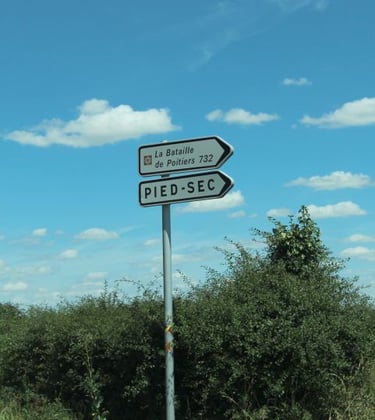 La Bataille
de Poitiers 732
PIED-SEC